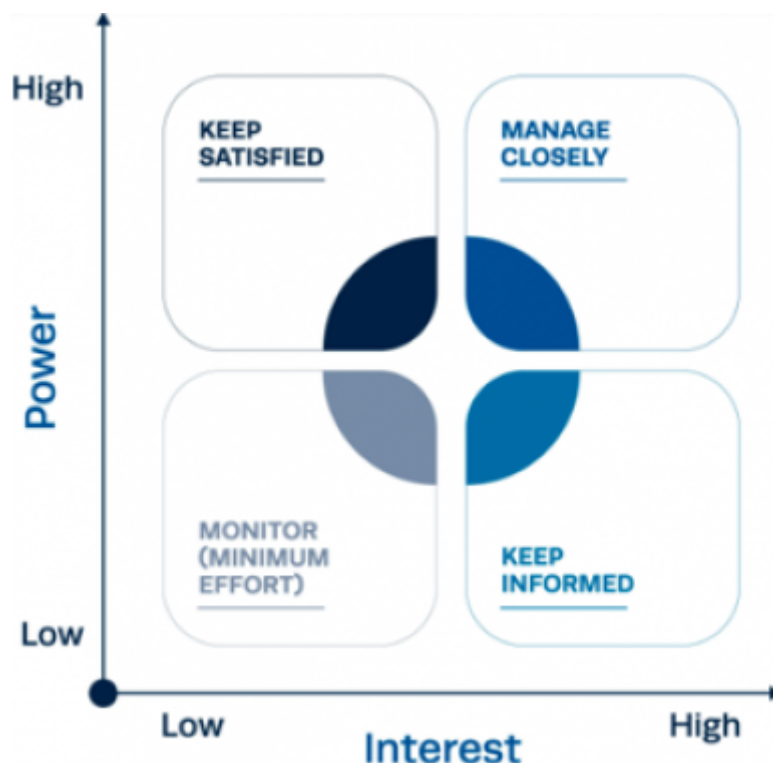 High
KEEP
SATISFIED
MANAGE
CLOSELY
Power
MONITOR
(MINIMUM
EFFORT)
KEEP
INFORMED
Low
Low
High
Interest